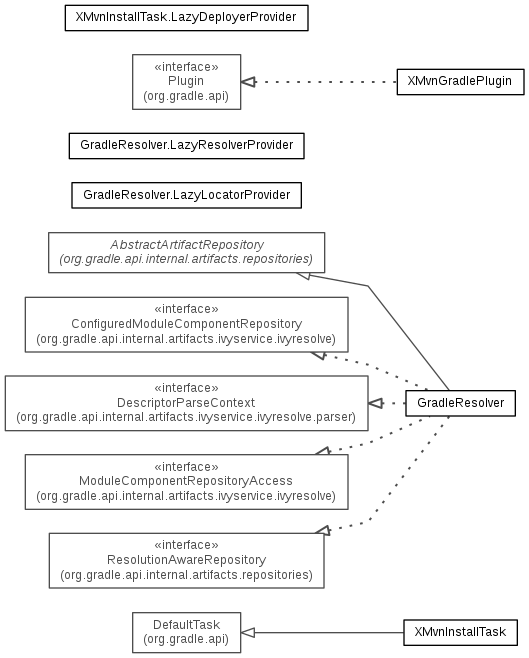 XMvnInstallTask.LazyDeployerProvider
«interface»
Plugin
(org.gradle.api)
XMvnGradlePlugin
GradleResolver.LazyResolverProvider
GradleResolver.LazyLocatorProvider
AbstractArtifactRepository
(org.gradle.api.internal.artifacts.repositories)
«interface»
ConfiguredModuleComponentRepository
(org.gradle.api.internal.artifacts.ivyservice.ivyresolve)
«interface»
DescriptorParseContext
(org.gradle.api.internal.artifacts.ivyservice.ivyresolve.parser)
GradleResolver
«interface»
ModuleComponentRepositoryAccess
(org.gradle.api.internal.artifacts.ivyservice.ivyresolve)
«interface»
ResolutionAwareRepository
(org.gradle.api.internal.artifacts.repositories)
DefaultTask
(org.gradle.api)
XMvnInstallTask